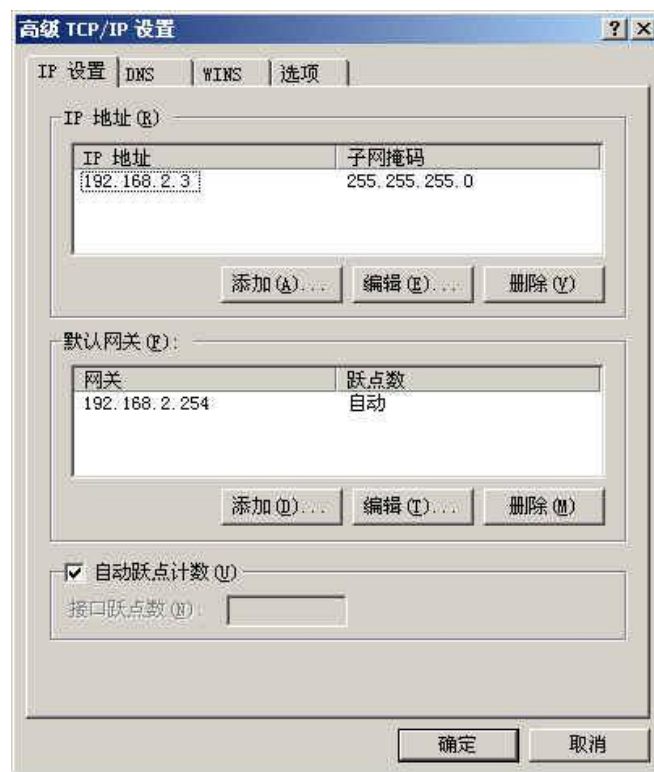 高级 TCP/IP 设置
IP 设置 DNS WINS 选项
IP 地址(R)
IP 地址 子网掩码
192.168.2.3 255.255.255.0
添加(A)... 编辑(E)... 删除(V)
默认网关(F):
网关 跃点数
192.168.2.254 自动
添加(D)... 编辑(T)... 删除(M)
自动跃点计数(U)
接口跃点数(N):
确定 取消